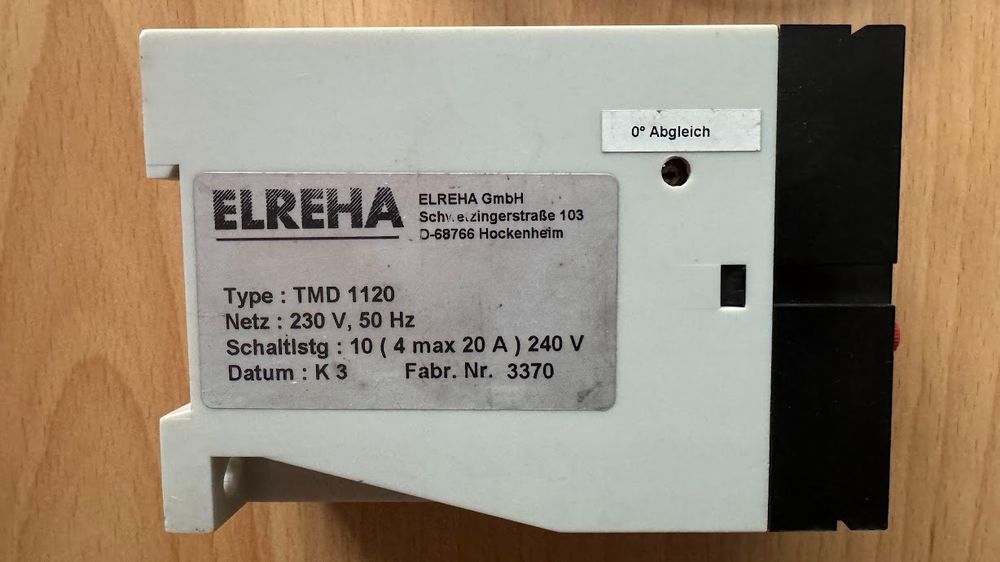 0° Abgleich
ELREHA
ELREHA GmbH
Schwetzingerstraße 103
D-68766 Hockenheim
Type : TMD 1120
Netz : 230 V, 50 Hz
Schaltlstg : 10 ( 4 max 20 A ) 240 V
Datum : K 3 Fabr. Nr. 3370